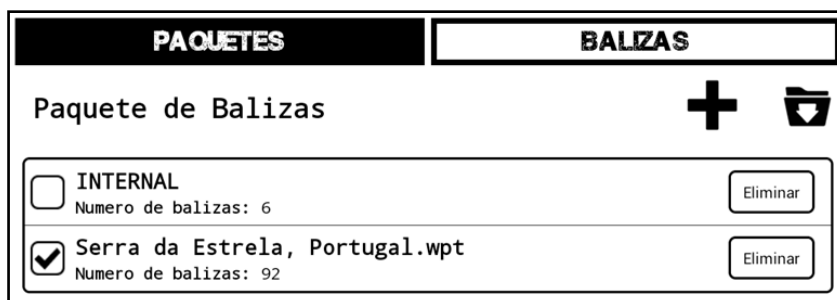 PAQUETES
BALIZAS
Paquete de Balizas
INTERNAL
Numero de balizas: 6
Eliminar
Serra da Estrela, Portugal.wpt
Numero de balizas: 92
Eliminar